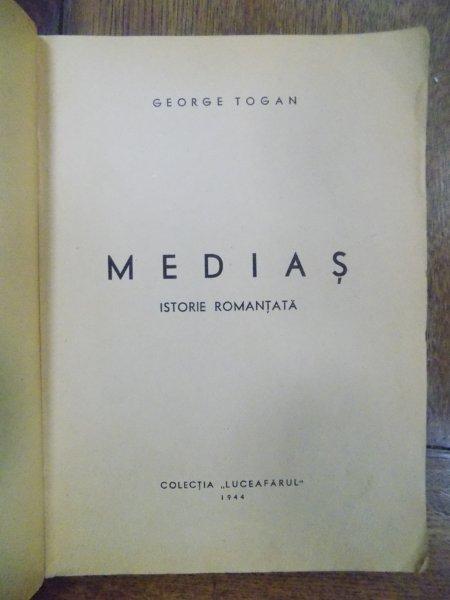 GEORGE TOGAN
MEDIAȘ
ISTORIE ROMANȚATĂ
COLECȚIA „LUCEAFĂRUL"
1944